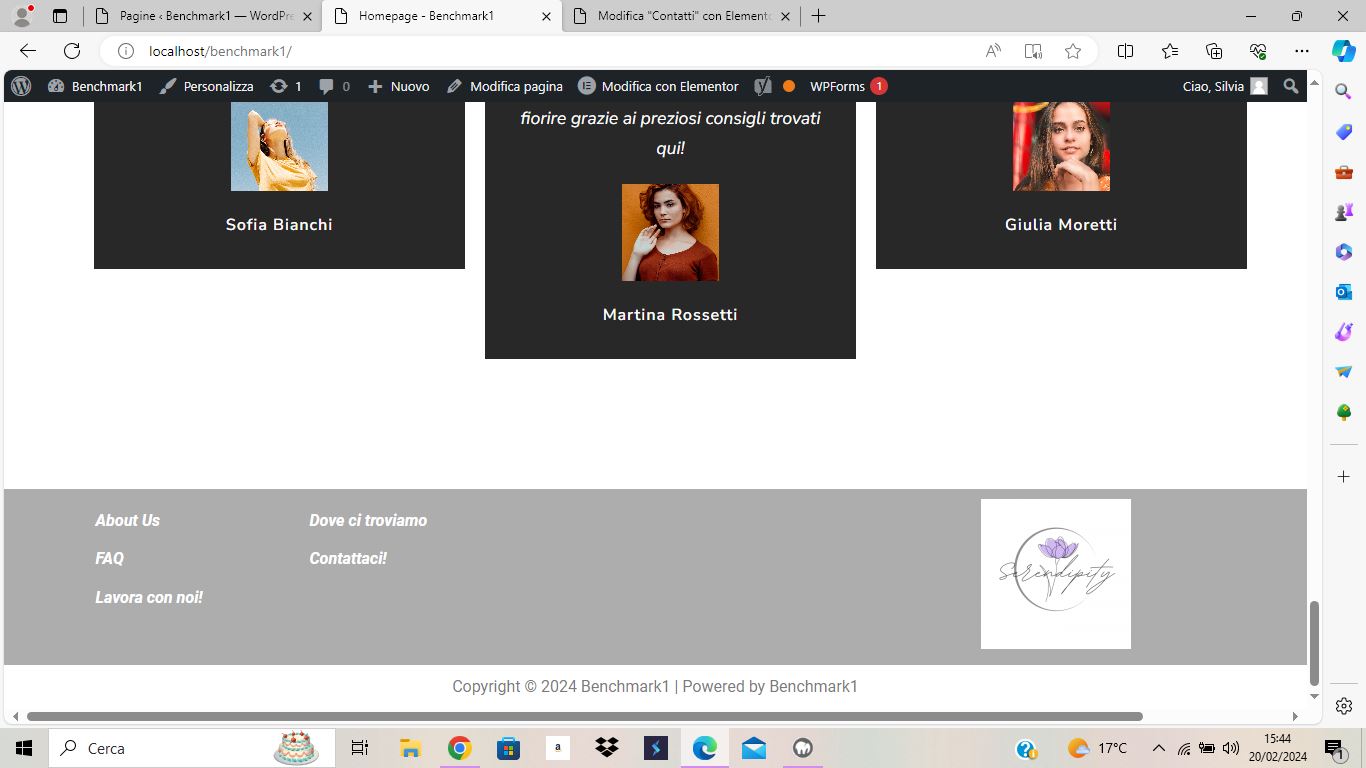 Pagine ‹ Benchmark1 — WordPre
Homepage - Benchmark1
Modifica "Contatti" con Elemento
localhost/benchmark1/
Benchmark1
Personalizza
1
0
Nuovo
Modifica pagina
Modifica con Elementor
WPForms 1
Ciao, Silvia
fiorire grazie ai preziosi consigli trovati
qui!
Sofia Bianchi
Giulia Moretti
Martina Rossetti
About Us
Dove ci troviamo
FAQ
Contattaci!
Lavora con noi!
Serendipity
Copyright © 2024 Benchmark1 | Powered by Benchmark1
Cerca
a
17°C
15:44
20/02/2024
1